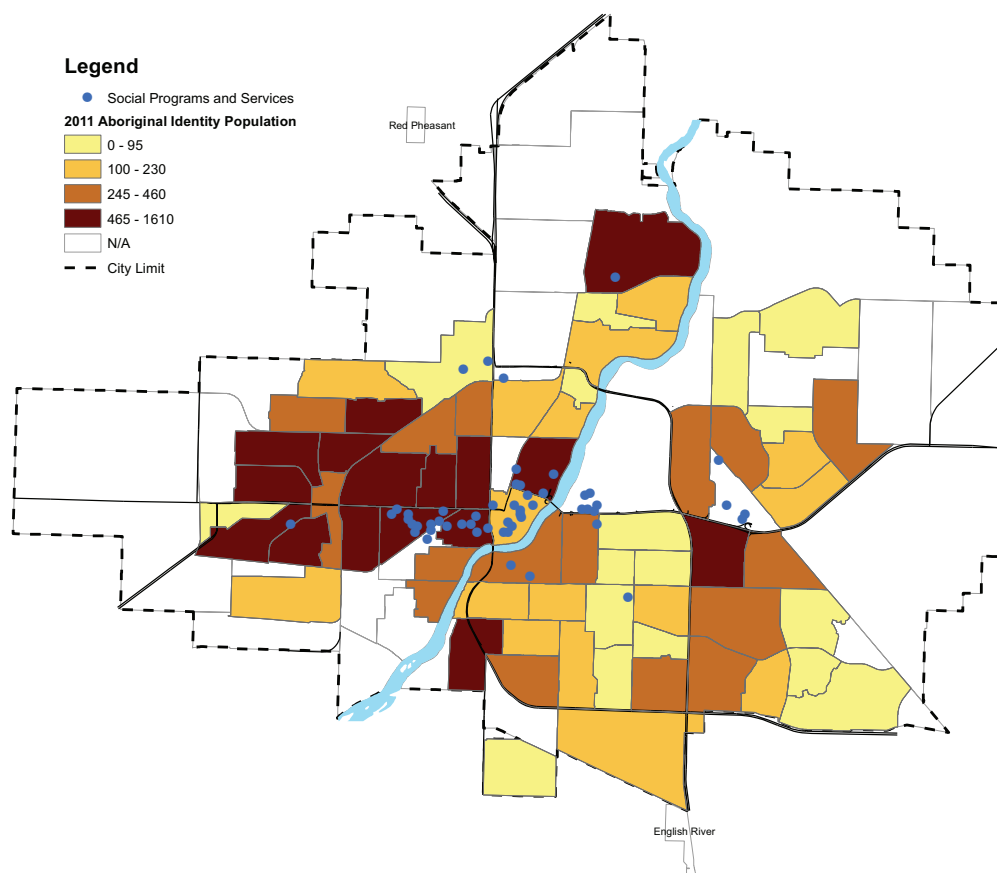 Legend
Social Programs and Services
2011 Aboriginal Identity Population
0 - 95
100 - 230
245 - 460
465 - 1610
N/A
City Limit
Red Pheasant
English River